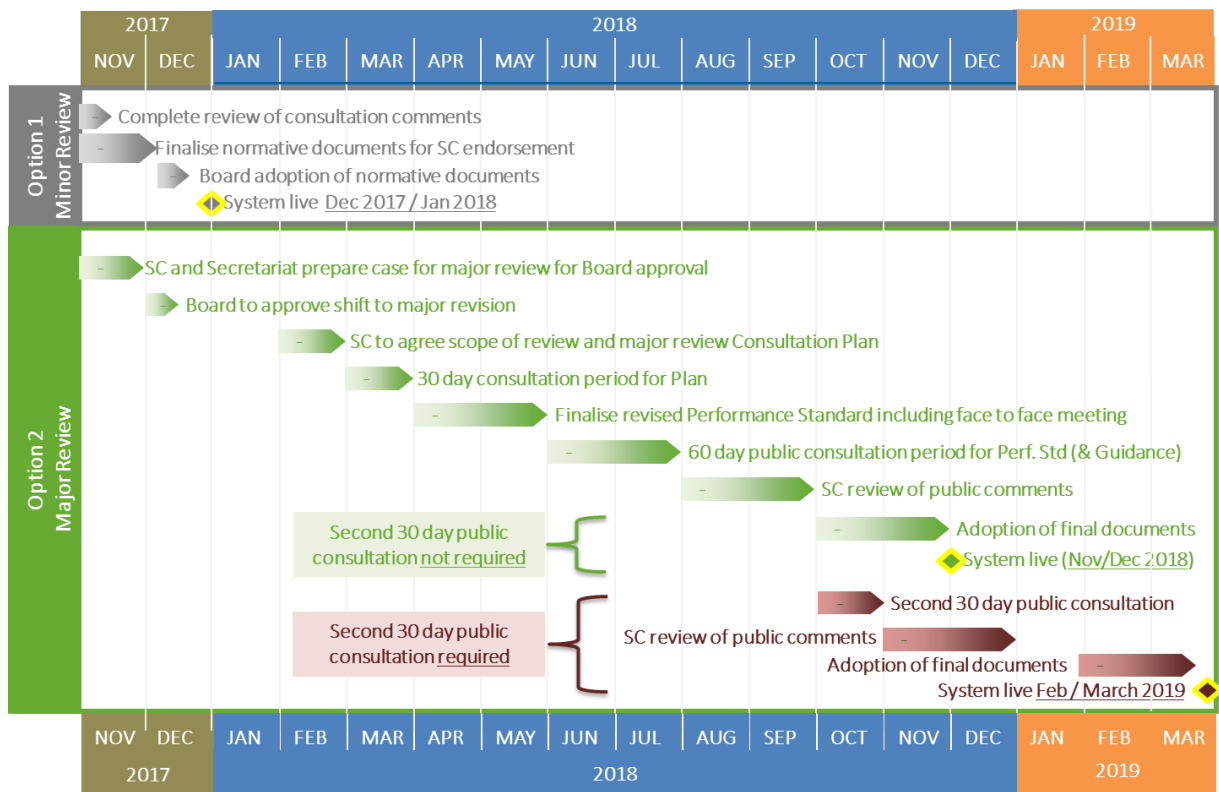 2017 2018 2019
NOV DEC JAN FEB MAR APR MAY JUN JUL AUG SEP OCT NOV DEC JAN FEB MAR
Option 1
Minor Review
Complete review of consultation comments
Finalise normative documents for SC endorsement
Board adoption of normative documents
System live Dec 2017 / Jan 2018
Option 2
Major Review
SC and Secretariat prepare case for major review for Board approval
Board to approve shift to major revision
SC to agree scope of review and major review Consultation Plan
30 day consultation period for Plan
Finalise revised Performance Standard including face to face meeting
60 day public consultation period for Perf. Std (& Guidance)
SC review of public comments
Second 30 day public
consultation not required
Adoption of final documents
System live (Nov/Dec 2018)
Second 30 day public
consultation required
Second 30 day public consultation
SC review of public comments
Adoption of final documents
System live Feb / March 2019
NOV DEC JAN FEB MAR APR MAY JUN JUL AUG SEP OCT NOV DEC JAN FEB MAR
2017 2018 2019